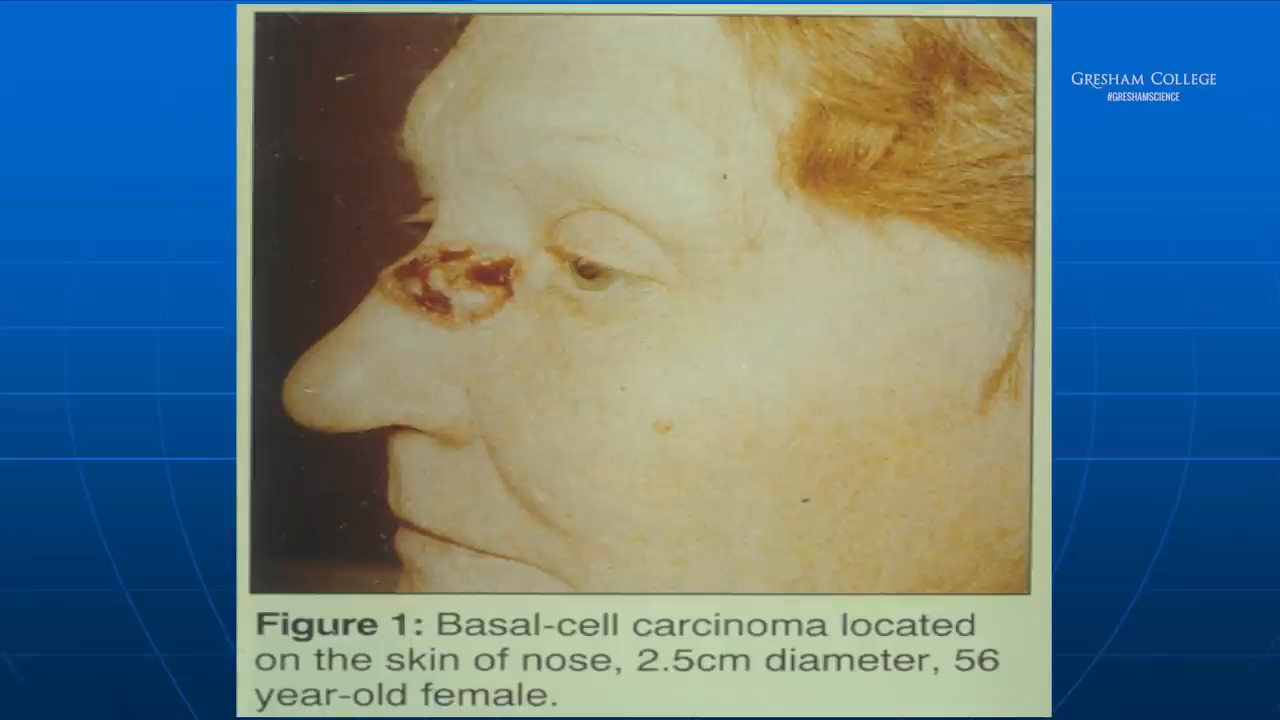 GRESHAM COLLEGE
#GRESHAMSCIENCE
Figure 1: Basal-cell carcinoma located
on the skin of nose, 2.5cm diameter, 56
year-old female.